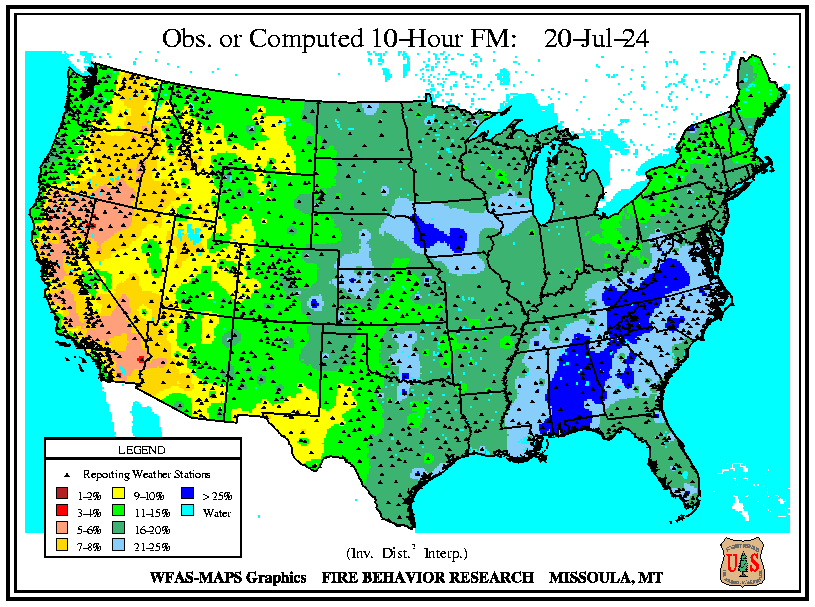 Obs. or Computed 10-Hour FM: 20-Jul-24
LEGEND
Reporting Weather Stations
1-2% 9-10% > 25%
3-4% 11-15% Water
5-6% 16-20%
7-8% 21-25%
(Inv. Dist.² Interp.)
WFAS-MAPS Graphics FIRE BEHAVIOR RESEARCH MISSOULA, MT
U S